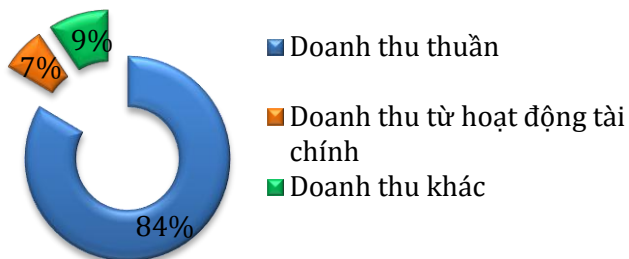 9%
7%
84%
Doanh thu thuần
Doanh thu từ hoạt động tài
chính
Doanh thu khác